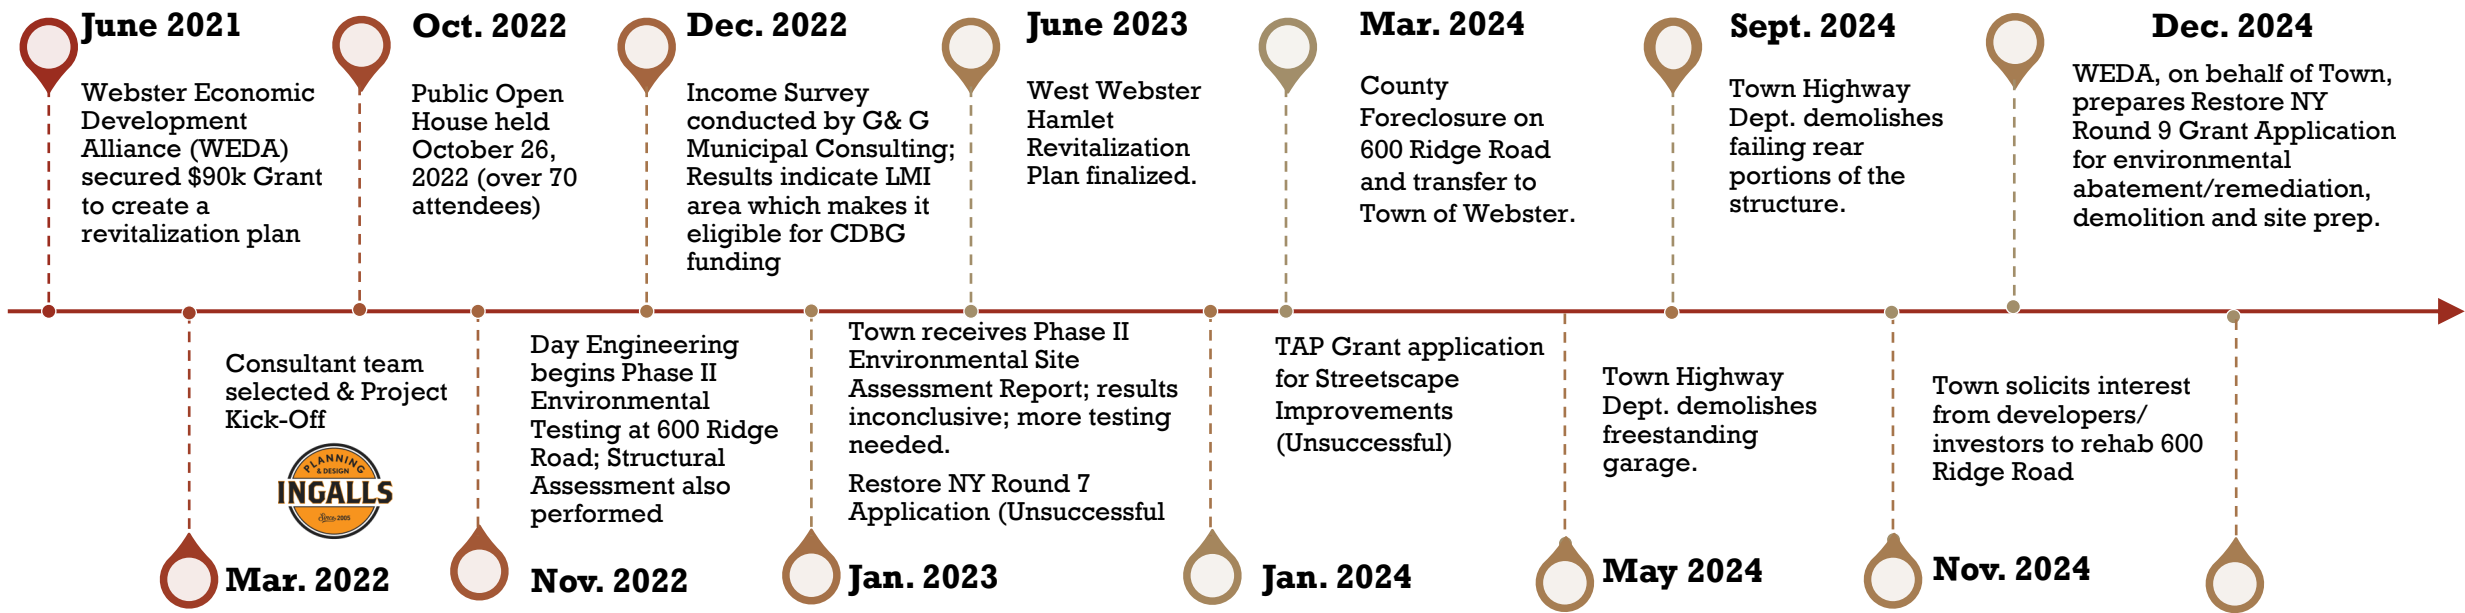 June 2021
Webster Economic
Development
Alliance (WEDA)
secured $90k Grant
to create a
revitalization plan
Oct. 2022
Public Open
House held
October 26,
2022 (over 70
attendees)
Dec. 2022
Income Survey
conducted by G& G
Municipal Consulting;
Results indicate LMI
area which makes it
eligible for CDBG
funding
June 2023
West Webster
Hamlet
Revitalization
Plan finalized.
Mar. 2024
County
Foreclosure on
600 Ridge Road
and transfer to
Town of Webster.
Sept. 2024
Town Highway
Dept. demolishes
failing rear
portions of the
structure.
Dec. 2024
WEDA, on behalf of Town,
prepares Restore NY
Round 9 Grant Application
for environmental
abatement/remediation,
demolition and site prep.
Consultant team
selected & Project
Kick-Off
PLANNING
& DESIGN
INGALLS
Since 2005
Mar. 2022
Day Engineering
begins Phase II
Environmental
Testing at 600 Ridge
Road; Structural
Assessment also
performed
Nov. 2022
Town receives Phase II
Environmental Site
Assessment Report; results
inconclusive; more testing
needed.
Restore NY Round 7
Application (Unsuccessful
Jan. 2023
TAP Grant application
for Streetscape
Improvements
(Unsuccessful)
Jan. 2024
Town Highway
Dept. demolishes
freestanding
garage.
May 2024
Town solicits interest
from developers/
investors to rehab 600
Ridge Road
Nov. 2024